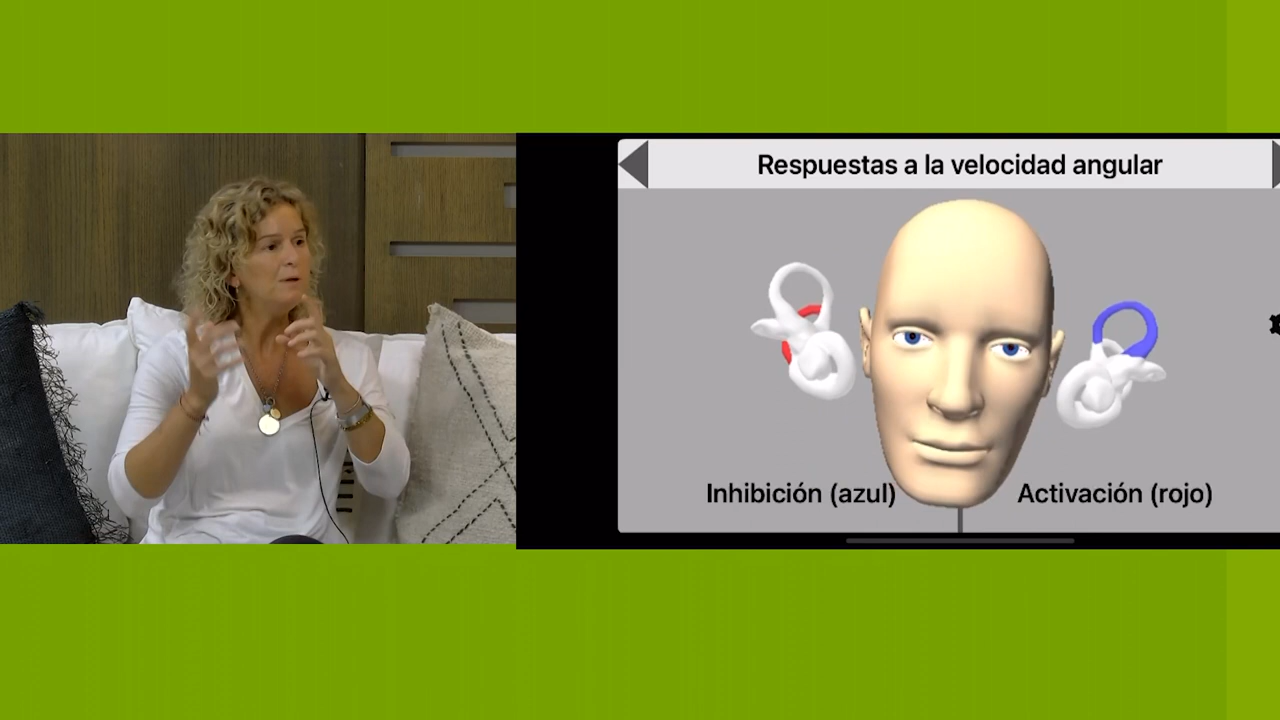 Respuestas a la velocidad angular
Inhibición (azul)
Activación (rojo)